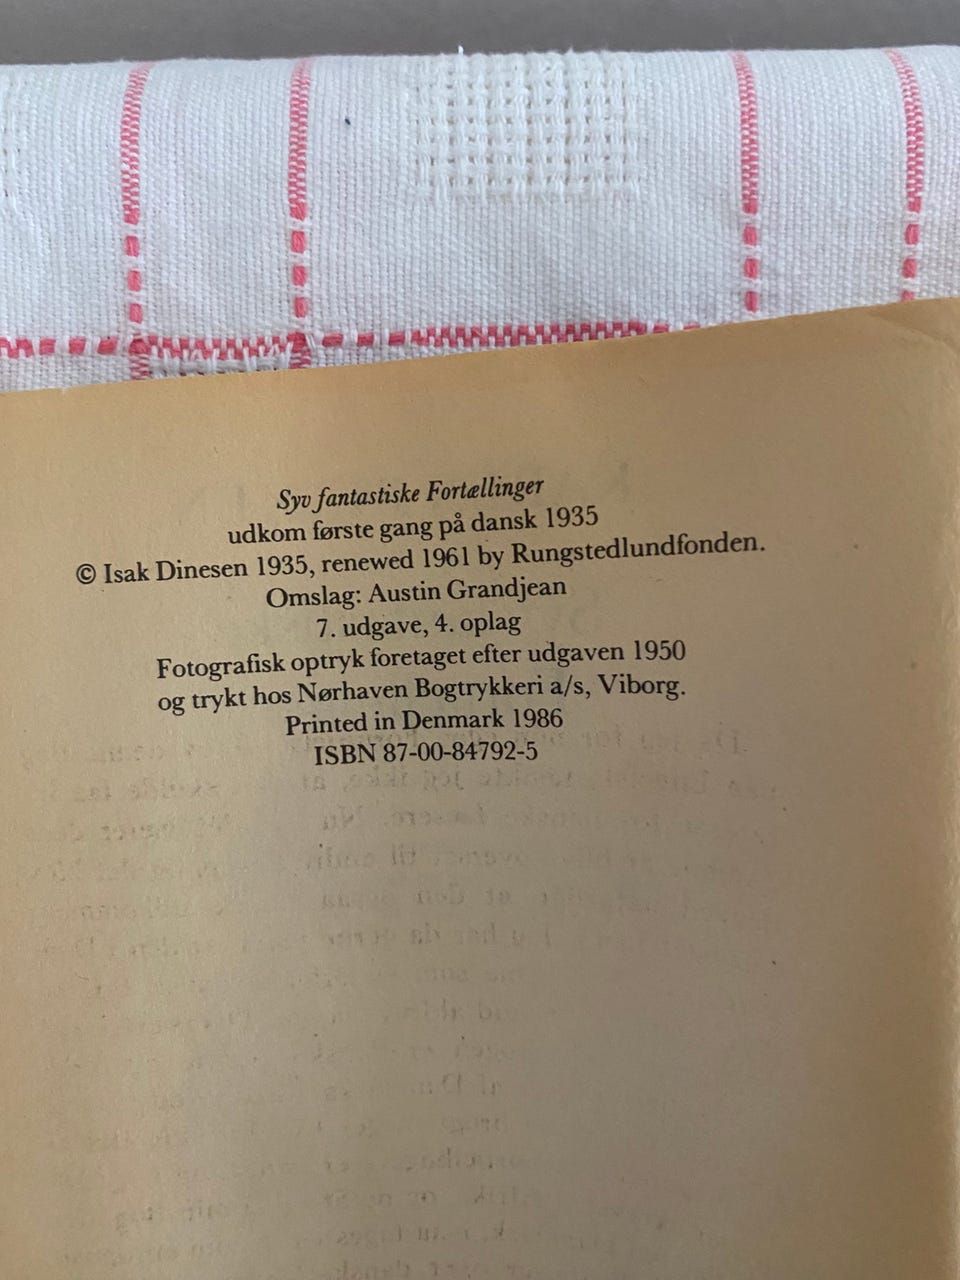 Syv fantastiske Fortællinger
udkom første gang på dansk 1935
© Isak Dinesen 1935, renewed 1961 by Rungstedlundfonden.
Omslag: Austin Grandjean
7. udgave, 4. oplag
Fotografisk optryk foretaget efter udgaven 1950
og trykt hos Nørhaven Bogtrykkeri a/s, Viborg.
Printed in Denmark 1986
ISBN 87-00-84792-5